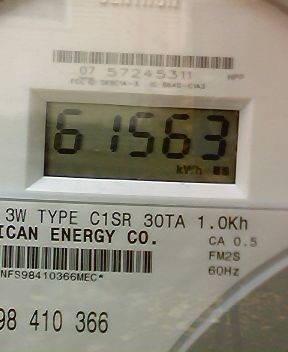 07 57245311 HPP
61563
kWh
3W TYPE C1SR 30TA 1.0Kh
ICAN ENERGY CO.
CA 0.5
FM2S
60Hz
NFS98410366MEC*
98 410 366